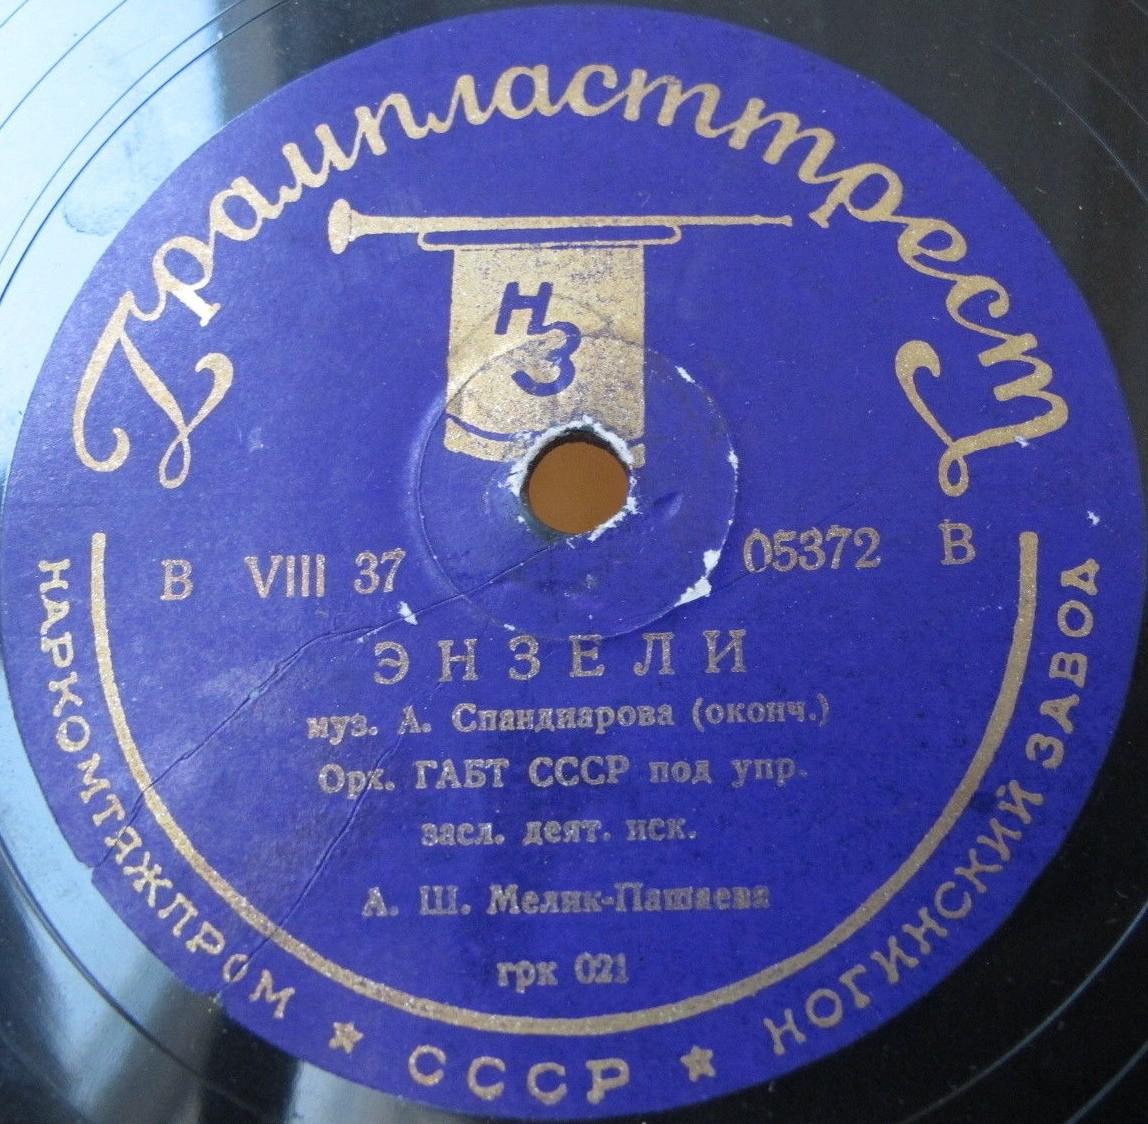 Грампласттрест
НЗ
В VIII 37 05372 В
ЭНЗЕЛИ
муз. А. Спандиарова (оконч.)
Орк. ГАБТ СССР под упр.
засл. деят. иск.
А. Ш. Мелик-Пашаева
грк 021
НАРКОМТЯЖПРОМ ★ СССР ★ НОГИНСКИЙ ЗАВОД